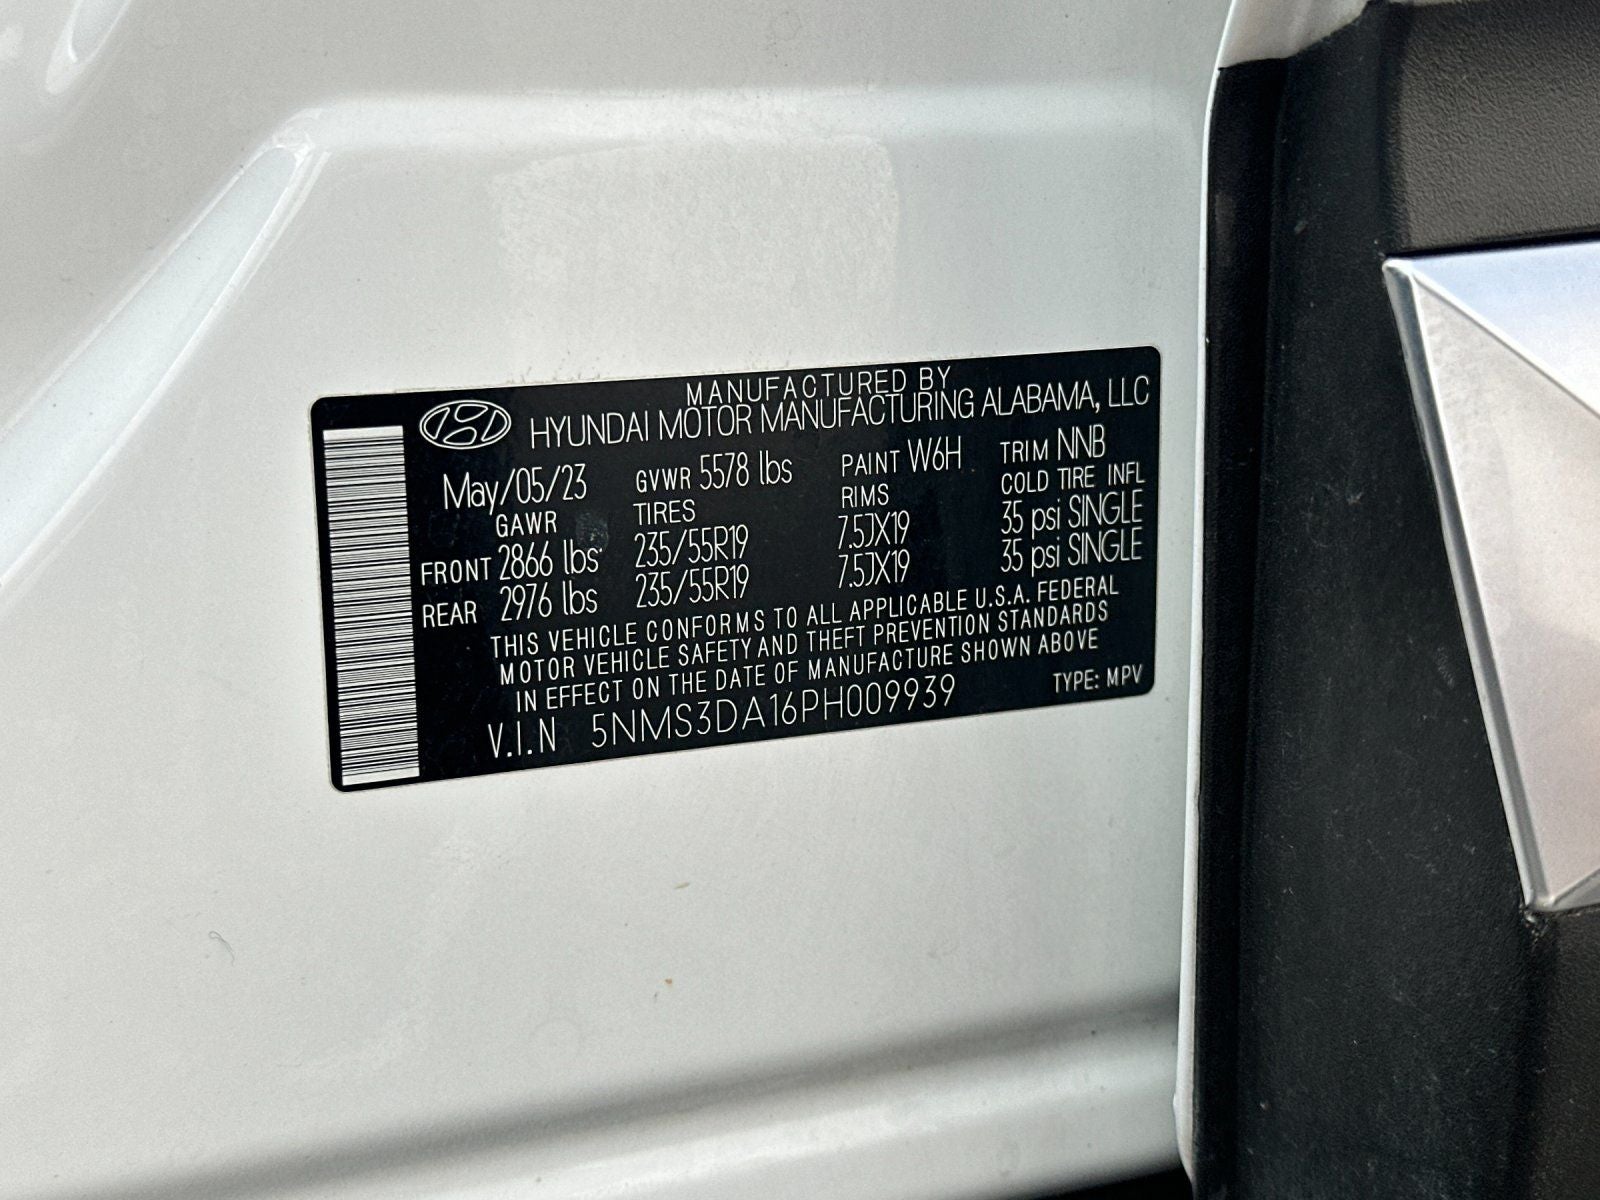 MANUFACTURED BY
HYUNDAI MOTOR MANUFACTURING ALABAMA, LLC
May/05/23 GVWR 5578 lbs PAINT W6H TRIM NNB
GAWR TIRES RIMS COLD TIRE INFL
FRONT 2866 lbs 235/55R19 7.5JX19 35 psi SINGLE
REAR 2976 lbs 235/55R19 7.5JX19 35 psi SINGLE
THIS VEHICLE CONFORMS TO ALL APPLICABLE U.S.A. FEDERAL
MOTOR VEHICLE SAFETY AND THEFT PREVENTION STANDARDS
IN EFFECT ON THE DATE OF MANUFACTURE SHOWN ABOVE
V.I.N 5NMS3DA16PH009939 TYPE: MPV